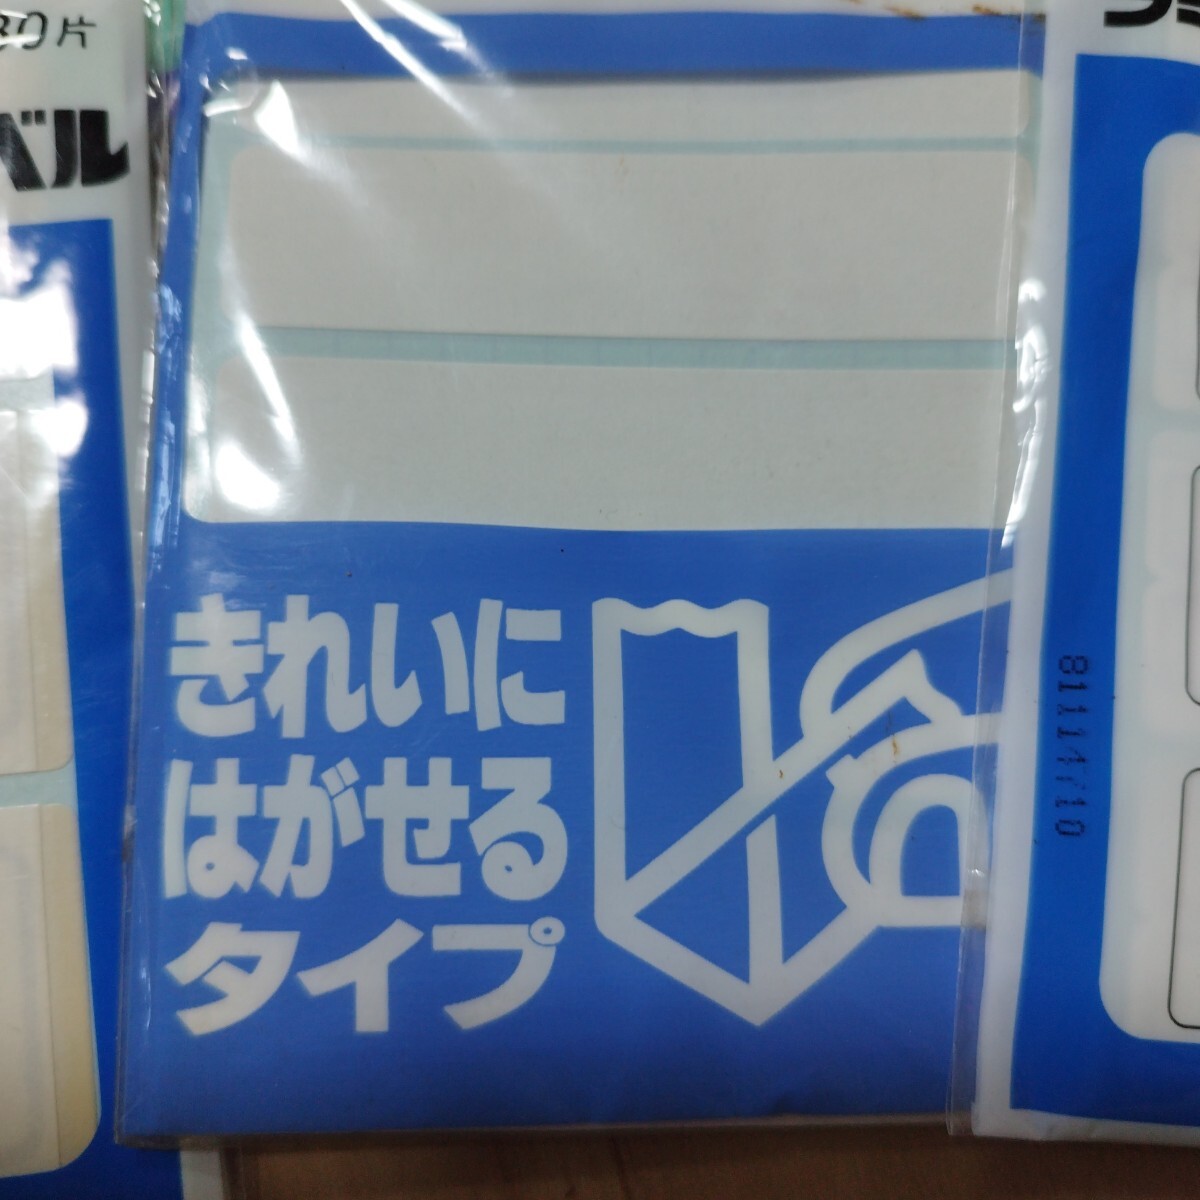 30片
ベル
きれいに
はがせる
タイプ
81114710